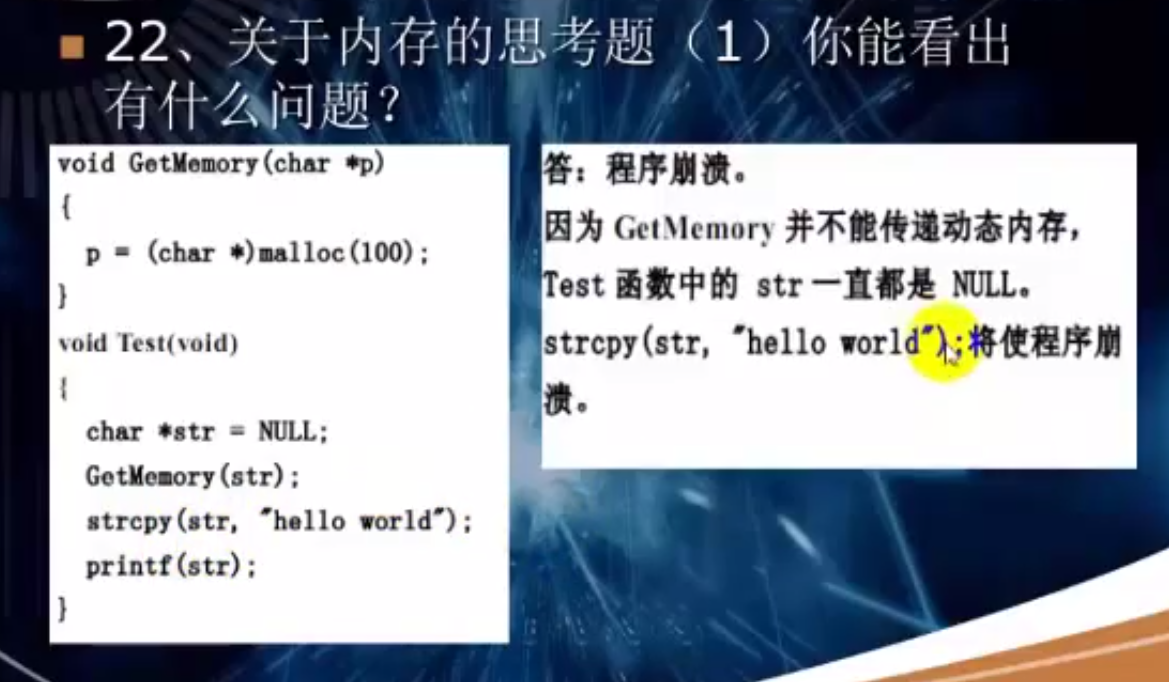 22、关于内存的思考题（1）你能看出
有什么问题？
void GetMemory(char *p)
{
p = (char *)malloc(100);
}
void Test(void)
{
char *str = NULL;
GetMemory(str);
strcpy(str, "hello world");
printf(str);
}
答：程序崩溃。
因为 GetMemory 并不能传递动态内存，
Test 函数中的 str 一直都是 NULL。
strcpy(str, "hello world");将使程序崩
溃。